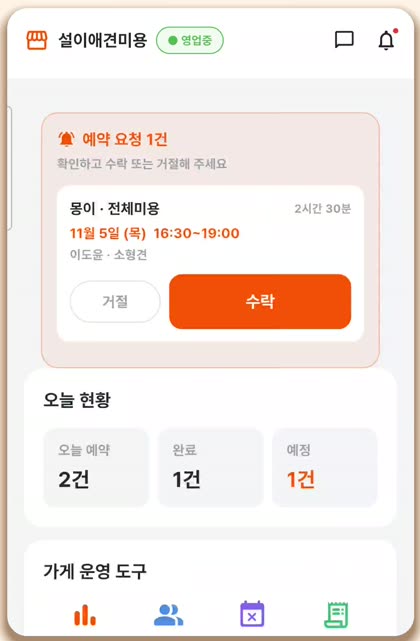 설이애견미용 영업중
예약 요청 1건
확인하고 수락 또는 거절해 주세요
몽이 · 전체미용 2시간 30분
11월 5일 (목) 16:30~19:00
이도윤 · 소형견
거절 수락
오늘 현황
오늘 예약 완료 예정
2건 1건 1건
가게 운영 도구